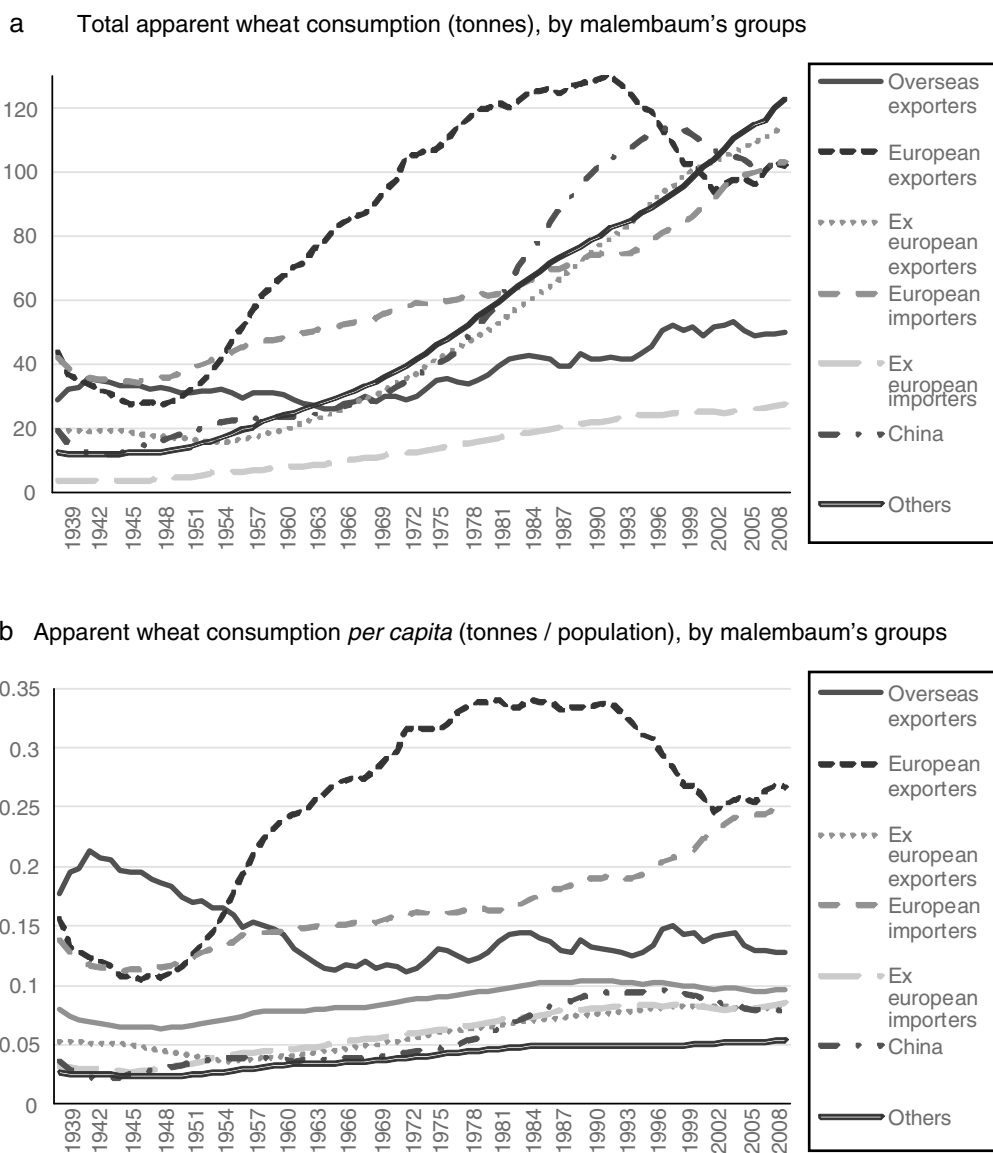 a Total apparent wheat consumption (tonnes), by malembaum's groups
120
100
80
60
40
20
0
1939 1942 1945 1948 1951 1954 1957 1960 1963 1966 1969 1972 1975 1978 1981 1984 1987 1990 1993 1996 1999 2002 2005 2008
Overseas
exporters
European
exporters
Ex
european
exporters
European
importers
Ex
european
importers
China
Others
b Apparent wheat consumption per capita (tonnes / population), by malembaum's groups
0.35
0.3
0.25
0.2
0.15
0.1
0.05
0
1939 1942 1945 1948 1951 1954 1957 1960 1963 1966 1969 1972 1975 1978 1981 1984 1987 1990 1993 1996 1999 2002 2005 2008
Overseas
exporters
European
exporters
Ex
european
exporters
European
importers
Ex
european
importers
China
Others